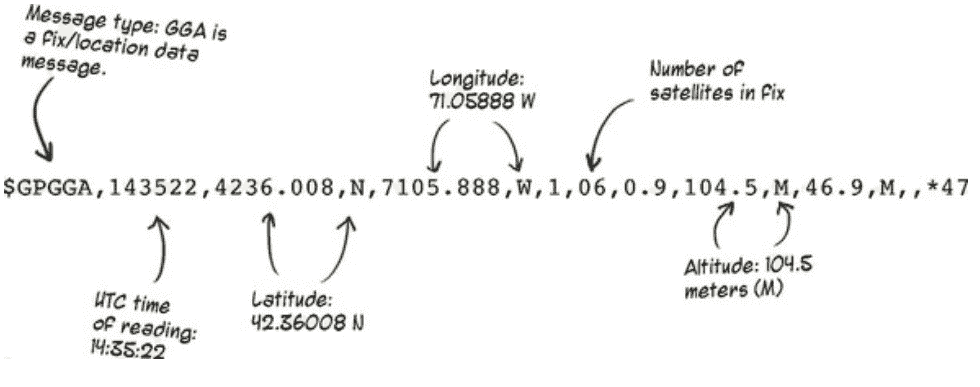 Message type: GGA is
a fix/location data
message.
Longitude:
71.05888 W
Number of
satellites in fix
$GPGGA,143522,4236.008,N,7105.888,W,1,06,0.9,104.5,M,46.9,M,,*47
UTC time
of reading:
14:35:22
Latitude:
42.36008 N
Altitude: 104.5
meters (M)